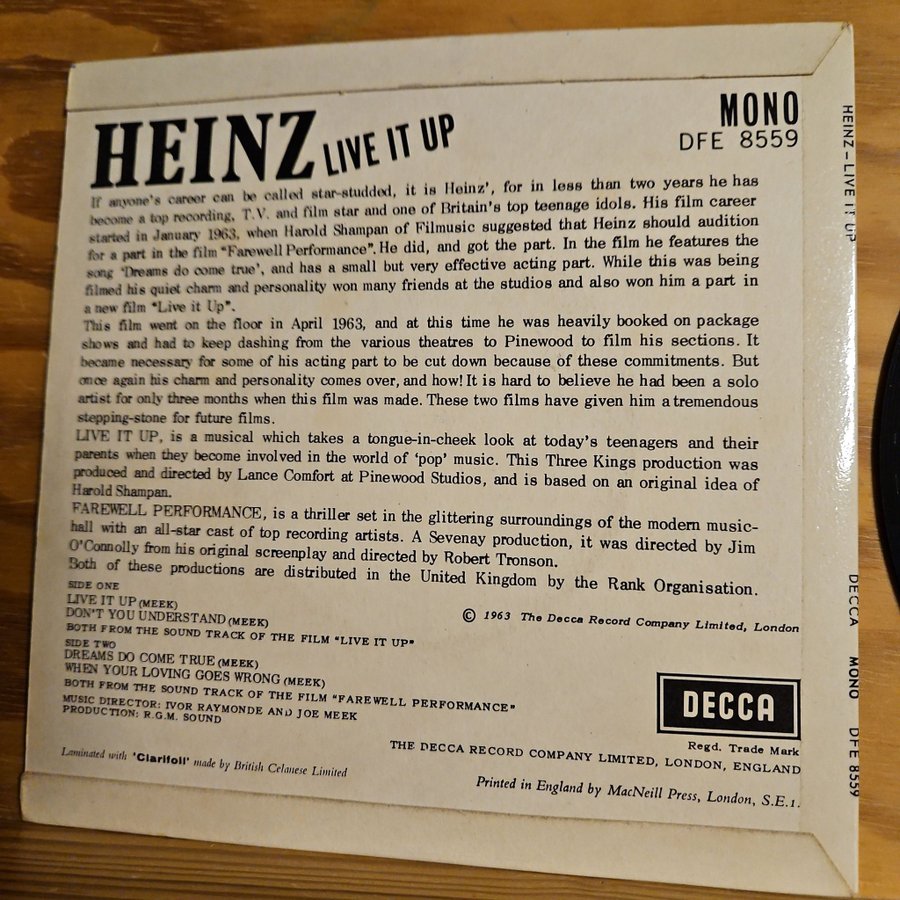 HEINZ LIVE IT UP
MONO
DFE 8559
If anyone's career can be called star-studded, it is Heinz', for in less than two years he has
become a top recording, T.V. and film star and one of Britain's top teenage idols. His film career
started in January 1963, when Harold Shampan of Filmusic suggested that Heinz should audition
for a part in the film "Farewell Performance". He did, and got the part. In the film he features the
song 'Dreams do come true', and has a small but very effective acting part. While this was being
filmed his quiet charm and personality won many friends at the studios and also won him a part in
a new film "Live it Up".
This film went on the floor in April 1963, and at this time he was heavily booked on package
shows and had to keep dashing from the various theatres to Pinewood to film his sections. It
became necessary for some of his acting part to be cut down because of these commitments. But
once again his charm and personality comes over, and how! It is hard to believe he had been a solo
artist for only three months when this film was made. These two films have given him a tremendous
stepping-stone for future films.
LIVE IT UP, is a musical which takes a tongue-in-cheek look at today's teenagers and their
parents when they become involved in the world of 'pop' music. This Three Kings production was
produced and directed by Lance Comfort at Pinewood Studios, and is based on an original idea of
Harold Shampan.
FAREWELL PERFORMANCE, is a thriller set in the glittering surroundings of the modern music-
hall with an all-star cast of top recording artists. A Sevenay production, it was directed by Jim
O'Connolly from his original screenplay and directed by Robert Tronson.
Both of these productions are distributed in the United Kingdom by the Rank Organisation.
SIDE ONE
LIVE IT UP (MEEK)
DON'T YOU UNDERSTAND (MEEK)
BOTH FROM THE SOUND TRACK OF THE FILM "LIVE IT UP"
SIDE TWO
DREAMS DO COME TRUE (MEEK)
WHEN YOUR LOVING GOES WRONG (MEEK)
BOTH FROM THE SOUND TRACK OF THE FILM "FAREWELL PERFORMANCE"
MUSIC DIRECTOR: IVOR RAYMONDE AND JOE MEEK
PRODUCTION: R.G.M. SOUND
© 1963 The Decca Record Company Limited, London
DECCA
Regd. Trade Mark
THE DECCA RECORD COMPANY LIMITED, LONDON, ENGLAND
Laminated with 'Clarifoil' made by British Celanese Limited
Printed in England by MacNeill Press, London, S.E.1.
HEINZ – LIVE IT UP
DECCA MONO DFE 8559